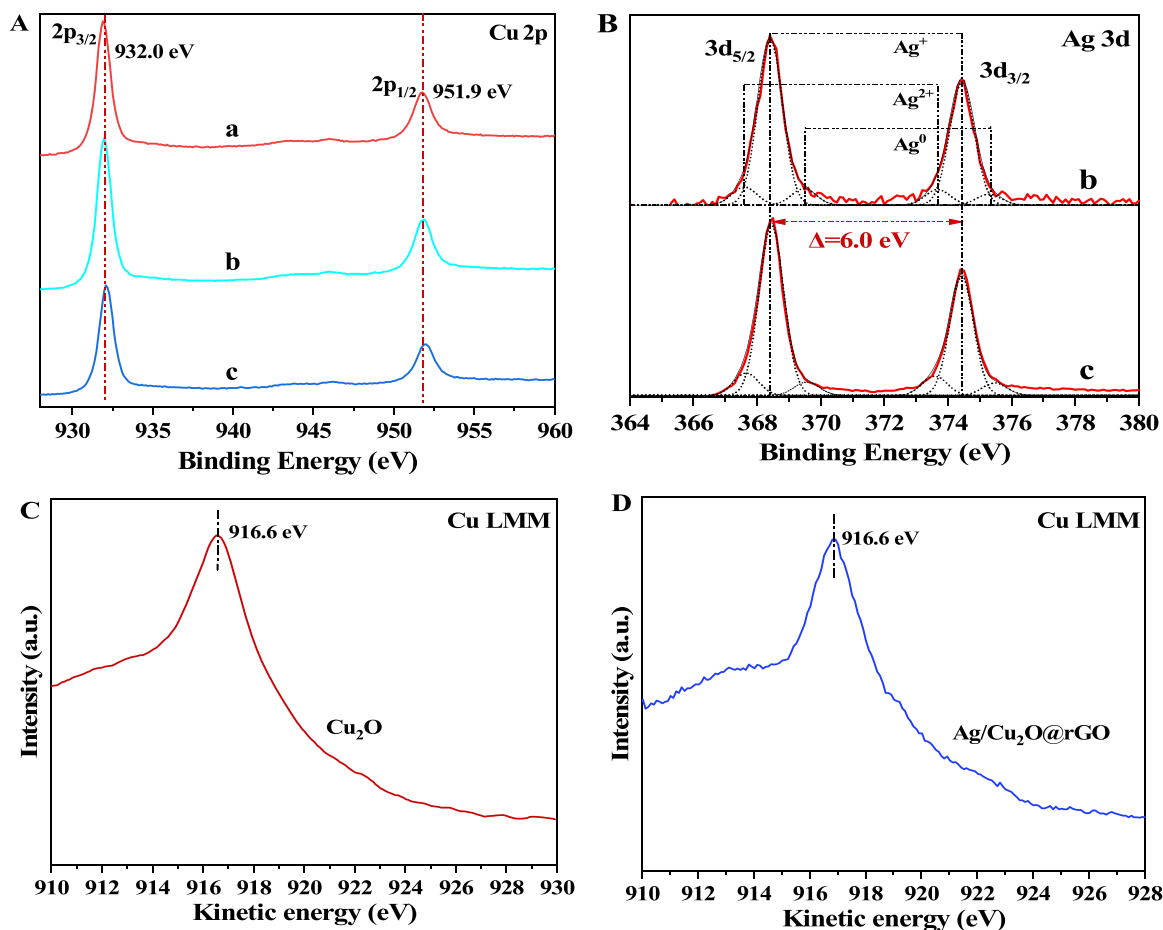 A
Cu 2p
2p3/2
932.0 eV
2p1/2
951.9 eV
a
b
c
930 935 940 945 950 955 960
Binding Energy (eV)
B
Ag 3d
3d5/2
Ag+
3d3/2
Ag2+
Ag0
b
Δ=6.0 eV
c
364 366 368 370 372 374 376 378 380
Binding Energy (eV)
C
Cu LMM
916.6 eV
Cu2O
Intensity (a.u.)
910 912 914 916 918 920 922 924 926 928 930
Kinetic energy (eV)
D
Cu LMM
916.6 eV
Ag/Cu2O@rGO
Intensity (a.u.)
910 912 914 916 918 920 922 924 926 928
Kinetic energy (eV)